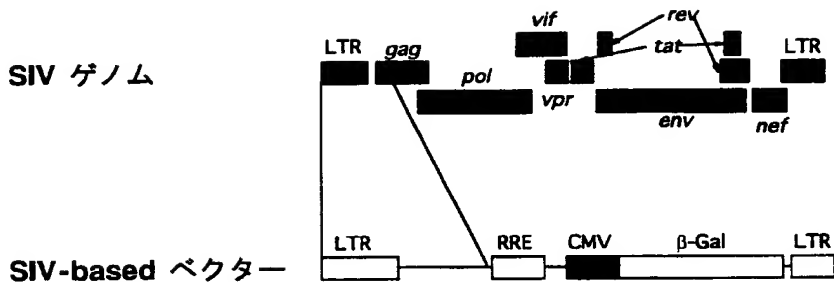 vif
rev
LTR
gag
tat
LTR
SIV ゲノム
pol
vpr
env
nef
LTR
RRE
CMV
β-Gal
LTR
SIV-based ベクター